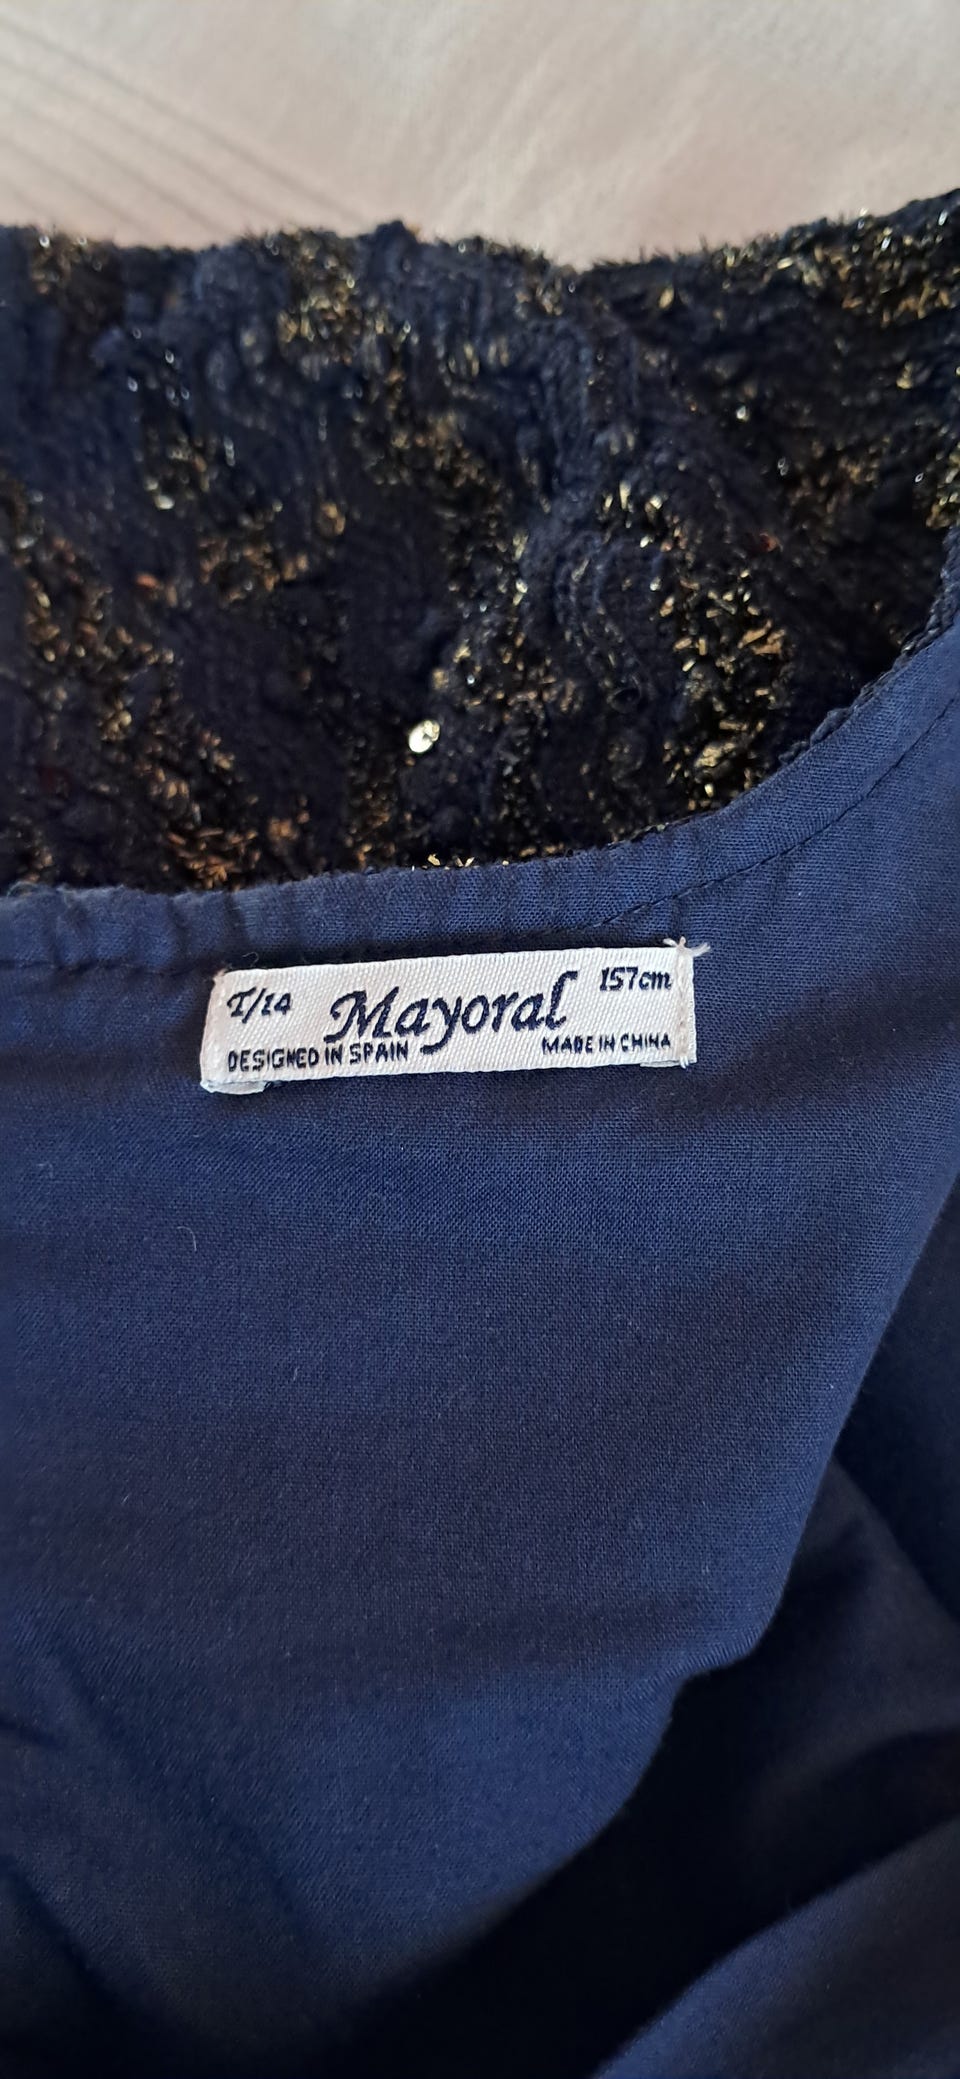 T/14 Mayoral 157cm
DESIGNED IN SPAIN MADE IN CHINA